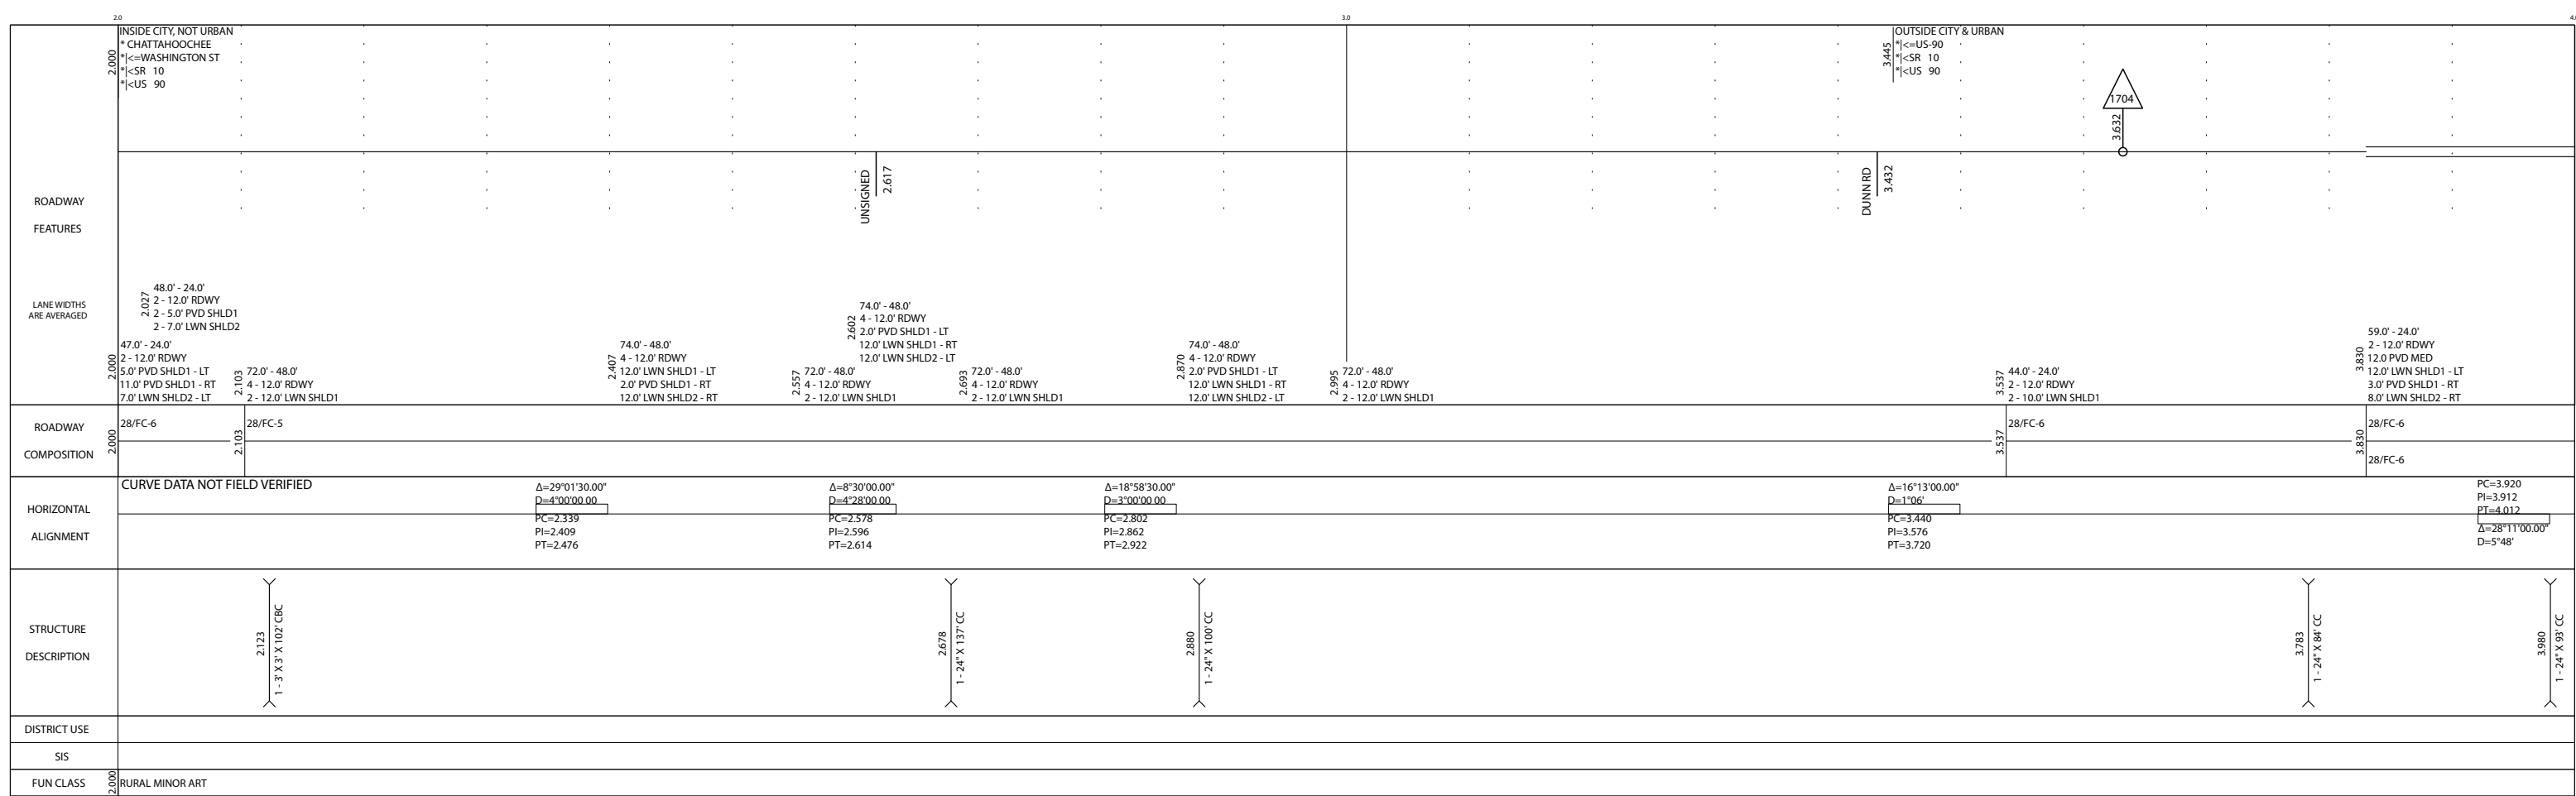 2.0
3.0
4.0
INSIDE CITY, NOT URBAN
* CHATTAHOOCHEE
*|<=WASHINGTON ST
*|<SR 10
*|<US 90
2.000
OUTSIDE CITY & URBAN
*|<=US-90
*|<SR 10
*|<US 90
3.445
1704
3.632
UNSIGNED
2.617
DUNN RD
3.432
ROADWAY
FEATURES
LANE WIDTHS
ARE AVERAGED
2.000
47.0' - 24.0'
2 - 12.0' RDWY
5.0' PVD SHLD1 - LT
11.0' PVD SHLD1 - RT
7.0' LWN SHLD2 - LT
2.027
48.0' - 24.0'
2 - 12.0' RDWY
2 - 5.0' PVD SHLD1
2 - 7.0' LWN SHLD2
2.103
72.0' - 48.0'
4 - 12.0' RDWY
2 - 12.0' LWN SHLD1
2.407
74.0' - 48.0'
4 - 12.0' RDWY
12.0' LWN SHLD1 - LT
2.0' PVD SHLD1 - RT
12.0' LWN SHLD2 - RT
2.557
72.0' - 48.0'
4 - 12.0' RDWY
2 - 12.0' LWN SHLD1
2.602
74.0' - 48.0'
4 - 12.0' RDWY
2.0' PVD SHLD1 - LT
12.0' LWN SHLD1 - RT
12.0' LWN SHLD2 - LT
2.693
72.0' - 48.0'
4 - 12.0' RDWY
2 - 12.0' LWN SHLD1
2.870
74.0' - 48.0'
4 - 12.0' RDWY
2.0' PVD SHLD1 - LT
12.0' LWN SHLD1 - RT
12.0' LWN SHLD2 - LT
2.995
72.0' - 48.0'
4 - 12.0' RDWY
2 - 12.0' LWN SHLD1
3.537
44.0' - 24.0'
2 - 12.0' RDWY
2 - 10.0' LWN SHLD1
3.830
59.0' - 24.0'
2 - 12.0' RDWY
12.0 PVD MED
12.0' LWN SHLD1 - LT
3.0' PVD SHLD1 - RT
8.0' LWN SHLD2 - RT
ROADWAY
COMPOSITION
2.000
28/FC-6
2.103
28/FC-5
3.537
28/FC-6
3.830
28/FC-6
28/FC-6
HORIZONTAL
ALIGNMENT
CURVE DATA NOT FIELD VERIFIED
Δ=29°01'30.00"
D=4°00'00.00
PC=2.339
PI=2.409
PT=2.476
Δ=8°30'00.00"
D=4°28'00.00
PC=2.578
PI=2.596
PT=2.614
Δ=18°58'30.00"
D=3°00'00.00
PC=2.802
PI=2.862
PT=2.922
Δ=16°13'00.00"
D=1°06'
PC=3.440
PI=3.576
PT=3.720
PC=3.920
PI=3.912
PT=4.012
Δ=28°11'00.00"
D=5°48'
STRUCTURE
DESCRIPTION
2.123
1 - 3' X 3' X 102' CBC
2.678
1 - 24" X 137' CC
2.880
1 - 24" X 100' CC
3.783
1 - 24" X 84' CC
3.980
1 - 24" X 93' CC
DISTRICT USE
SIS
FUN CLASS
2.000
RURAL MINOR ART